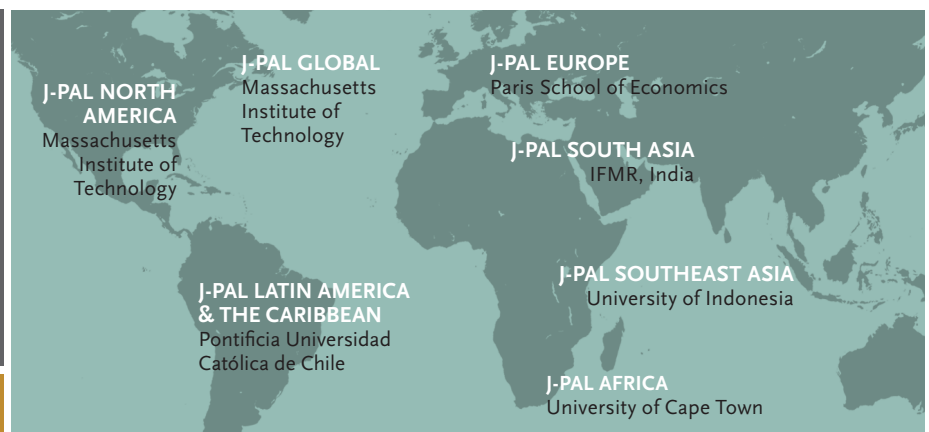 J-PAL NORTH
AMERICA
Massachusetts
Institute of
Technology
J-PAL GLOBAL
Massachusetts
Institute of
Technology
J-PAL EUROPE
Paris School of Economics
J-PAL SOUTH ASIA
IFMR, India
J-PAL LATIN AMERICA
& THE CARIBBEAN
Pontificia Universidad
Católica de Chile
J-PAL SOUTHEAST ASIA
University of Indonesia
J-PAL AFRICA
University of Cape Town